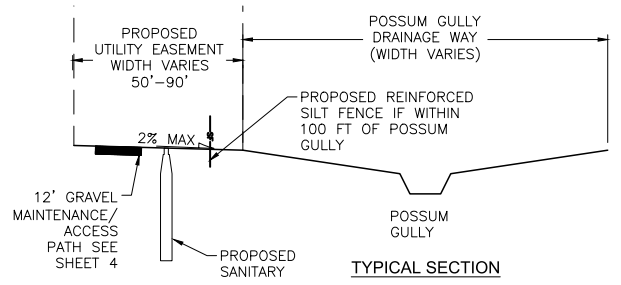 PROPOSED
UTILITY EASEMENT
WIDTH VARIES
50'-90'
POSSUM GULLY
DRAINAGE WAY
(WIDTH VARIES)
PROPOSED REINFORCED
SILT FENCE IF WITHIN
100 FT OF POSSUM
GULLY
2% MAX
SF
12' GRAVEL
MAINTENANCE/
ACCESS
PATH SEE
SHEET 4
PROPOSED
SANITARY
POSSUM
GULLY
TYPICAL SECTION